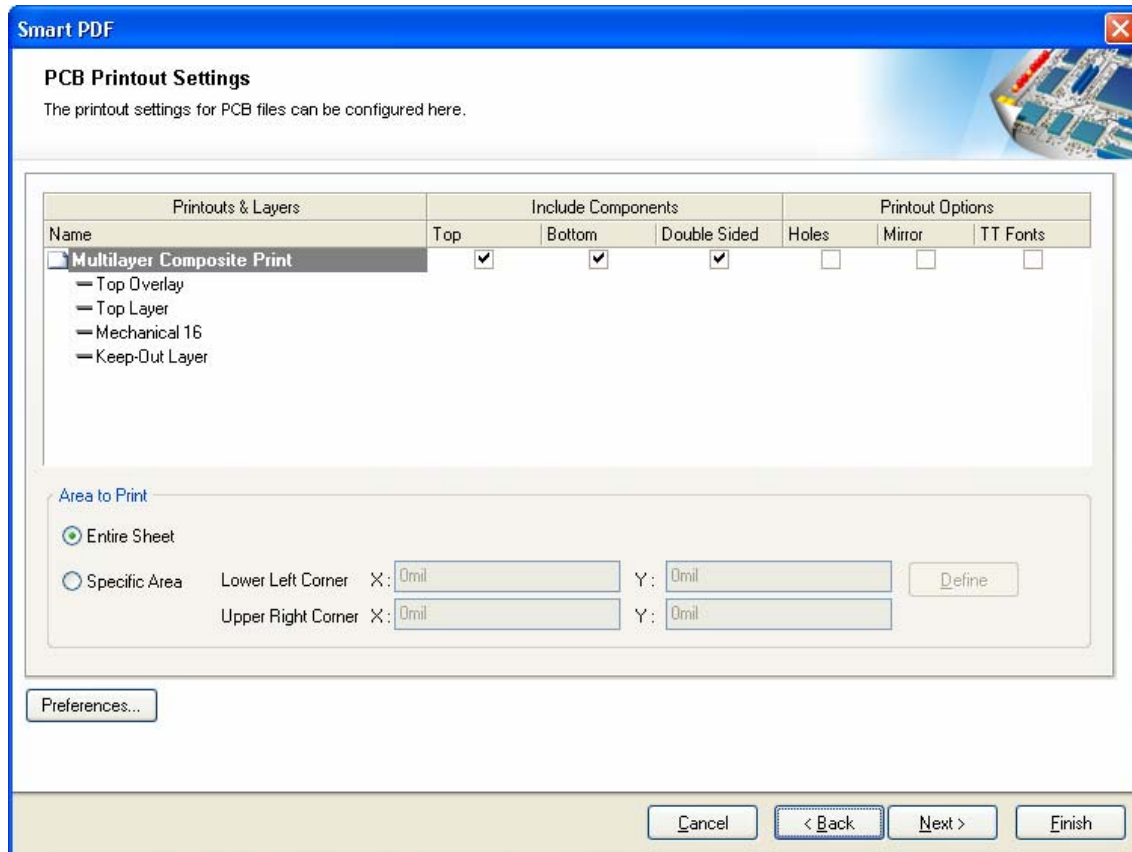 Smart PDF
PCB Printout Settings
The printout settings for PCB files can be configured here.
Printouts & Layers Include Components Printout Options
Name Top Bottom Double Sided Holes Mirror TT Fonts
Multilayer Composite Print
Top Overlay
Top Layer
Mechanical 16
Keep-Out Layer
Area to Print
Entire Sheet
Specific Area Lower Left Corner X: 0mil Y: 0mil Define
Upper Right Corner X: 0mil Y: 0mil
Preferences...
Cancel < Back Next > Finish